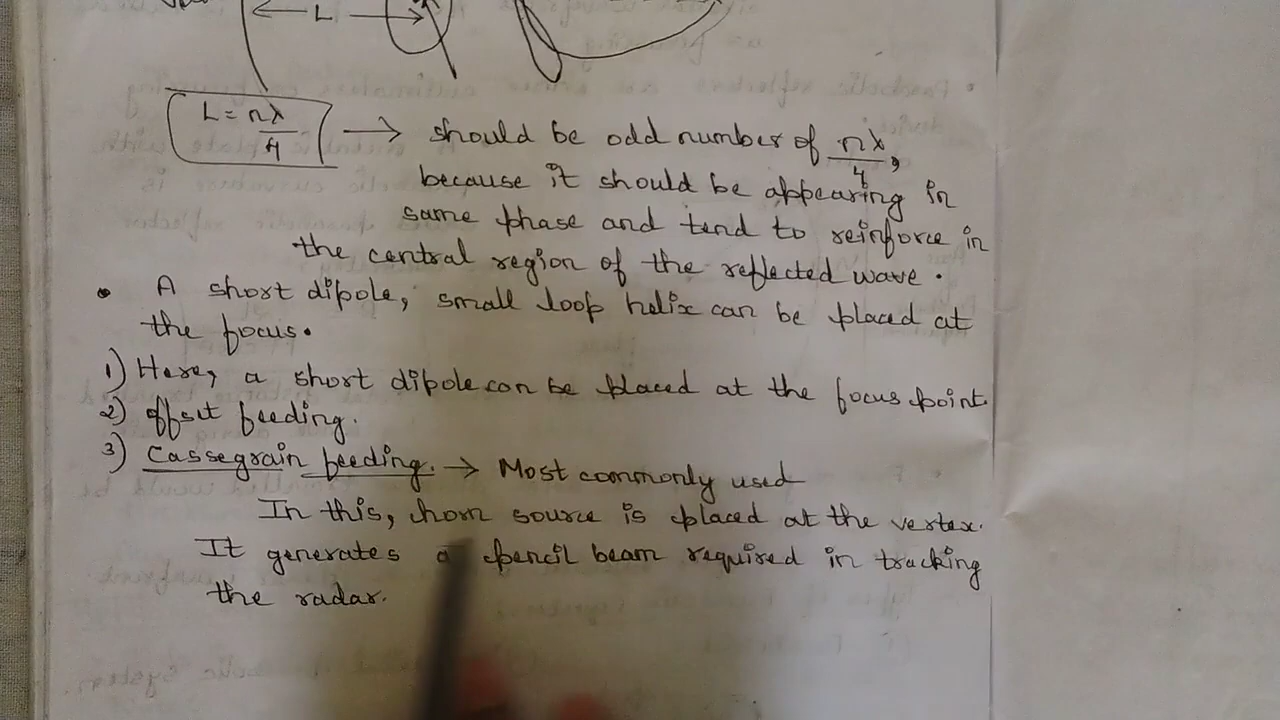 L
L = nλ/4 → should be odd number of nλ/4,
because it should be appearing in
same phase and tend to reinforce in
the central region of the reflected wave.
• A short dipole, small loop helix can be placed at
the focus.
1) Here, a short dipole can be placed at the focus point.
2) Offset feeding.
3) Cassegrain feeding. → Most commonly used
In this, horn source is placed at the vertex.
It generates a pencil beam required in tracking
the radar.